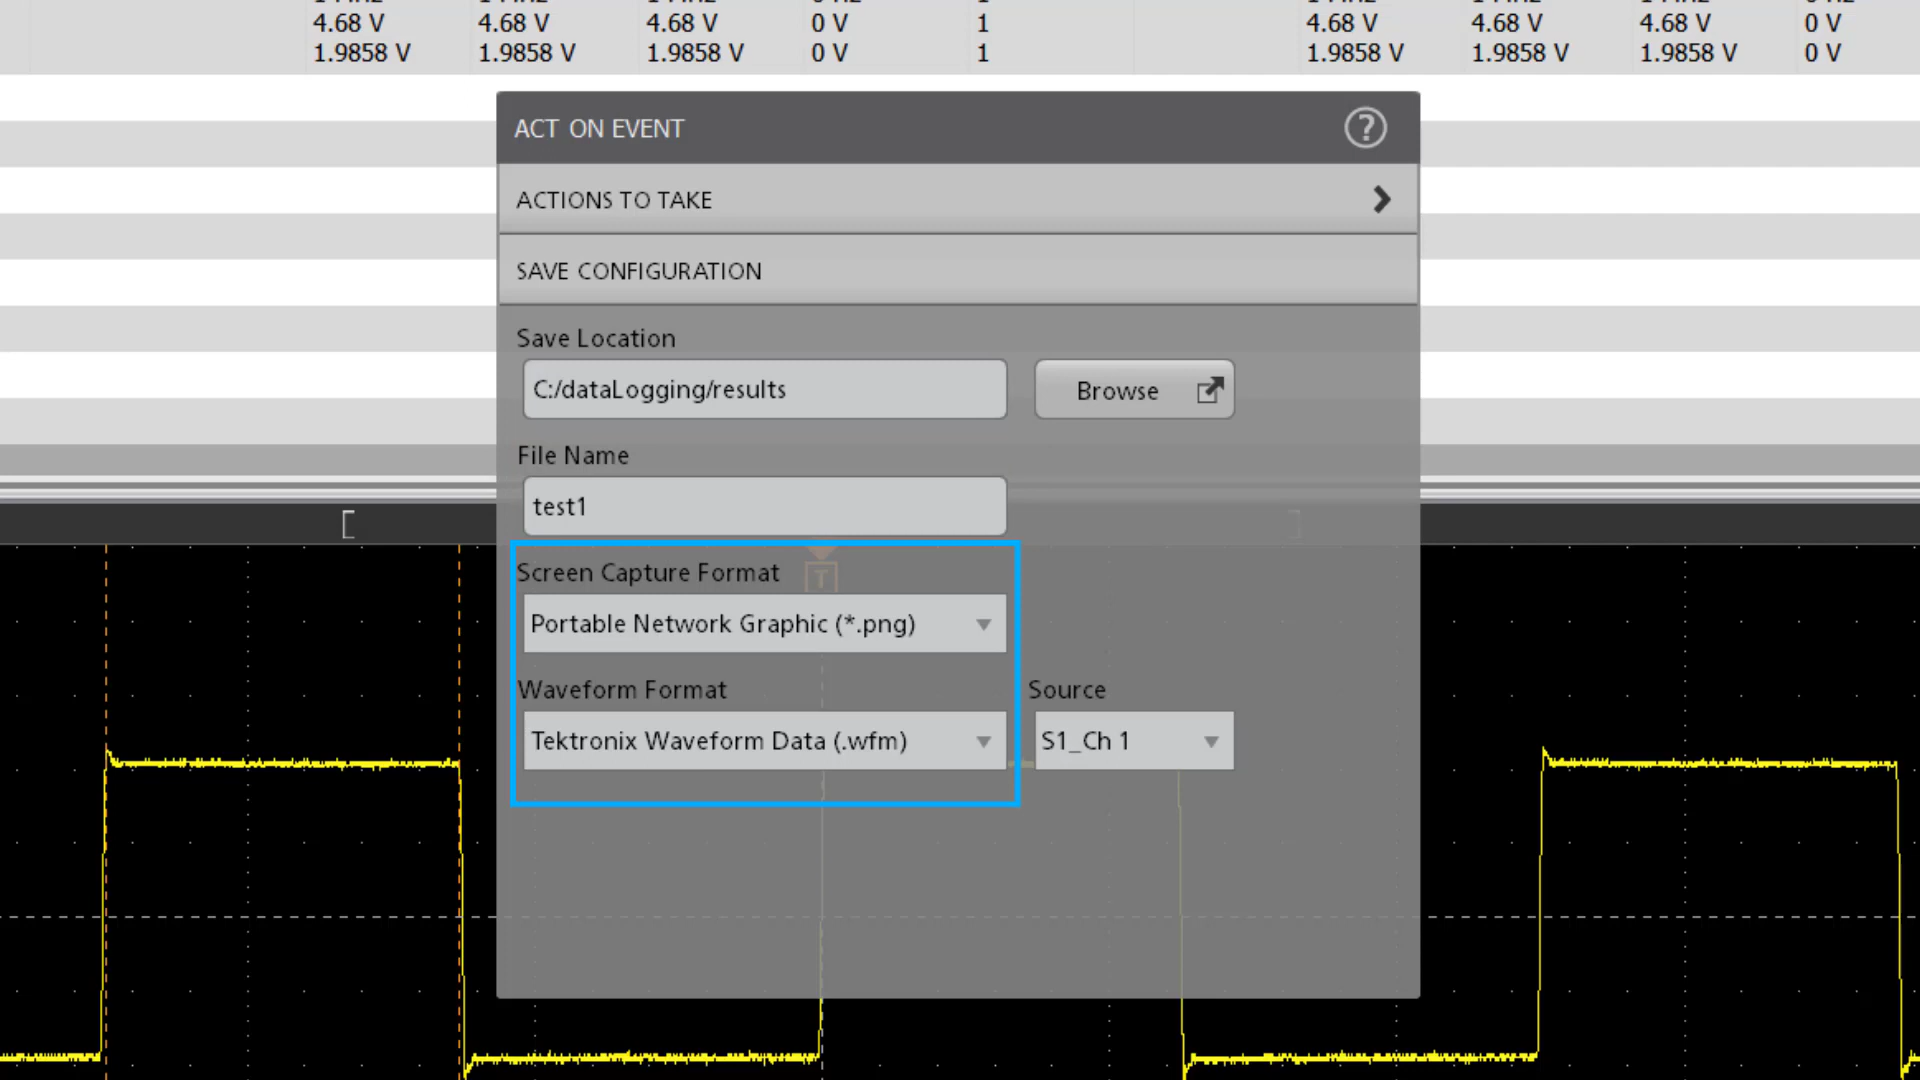 4.68 V 4.68 V 4.68 V 0 V 1 4.68 V 4.68 V 4.68 V 0 V
1.9858 V 1.9858 V 1.9858 V 0 V 1 1.9858 V 1.9858 V 1.9858 V 0 V
ACT ON EVENT ?
ACTIONS TO TAKE
SAVE CONFIGURATION
Save Location
C:/dataLogging/results Browse
File Name
test1
Screen Capture Format T
Portable Network Graphic (*.png)
Waveform Format Source
Tektronix Waveform Data (.wfm) S1_Ch 1